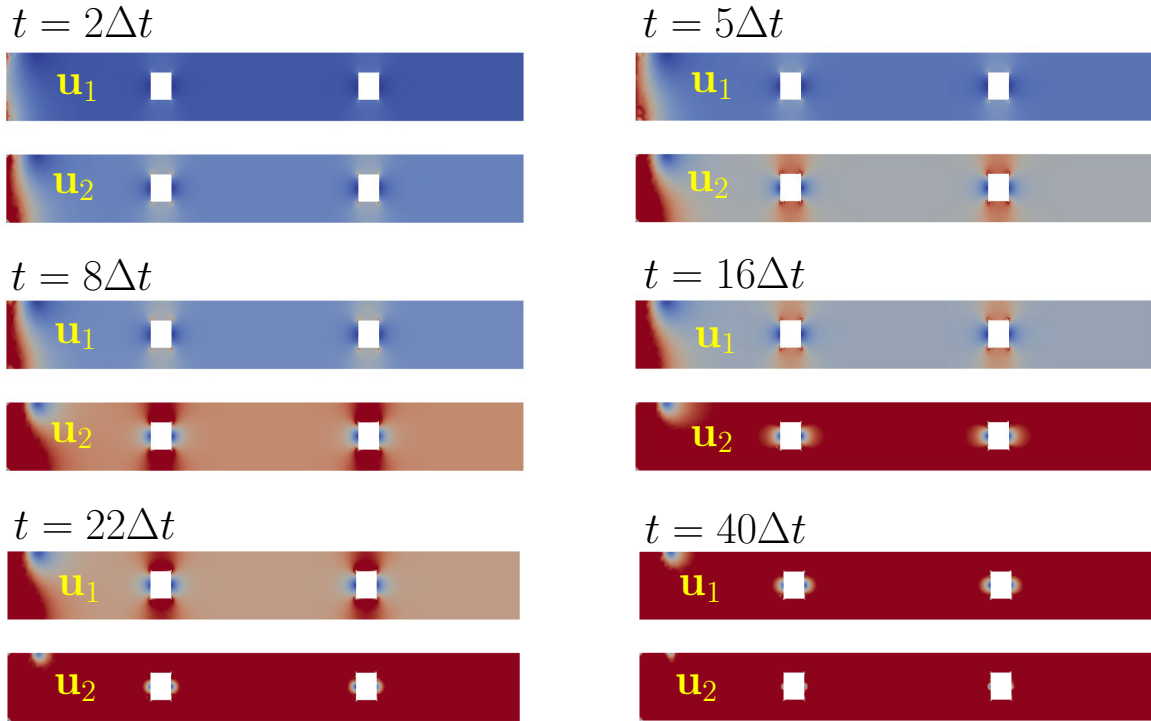 t = 2Δt
u₁
u₂
t = 5Δt
u₁
u₂
t = 8Δt
u₁
u₂
t = 16Δt
u₁
u₂
t = 22Δt
u₁
u₂
t = 40Δt
u₁
u₂